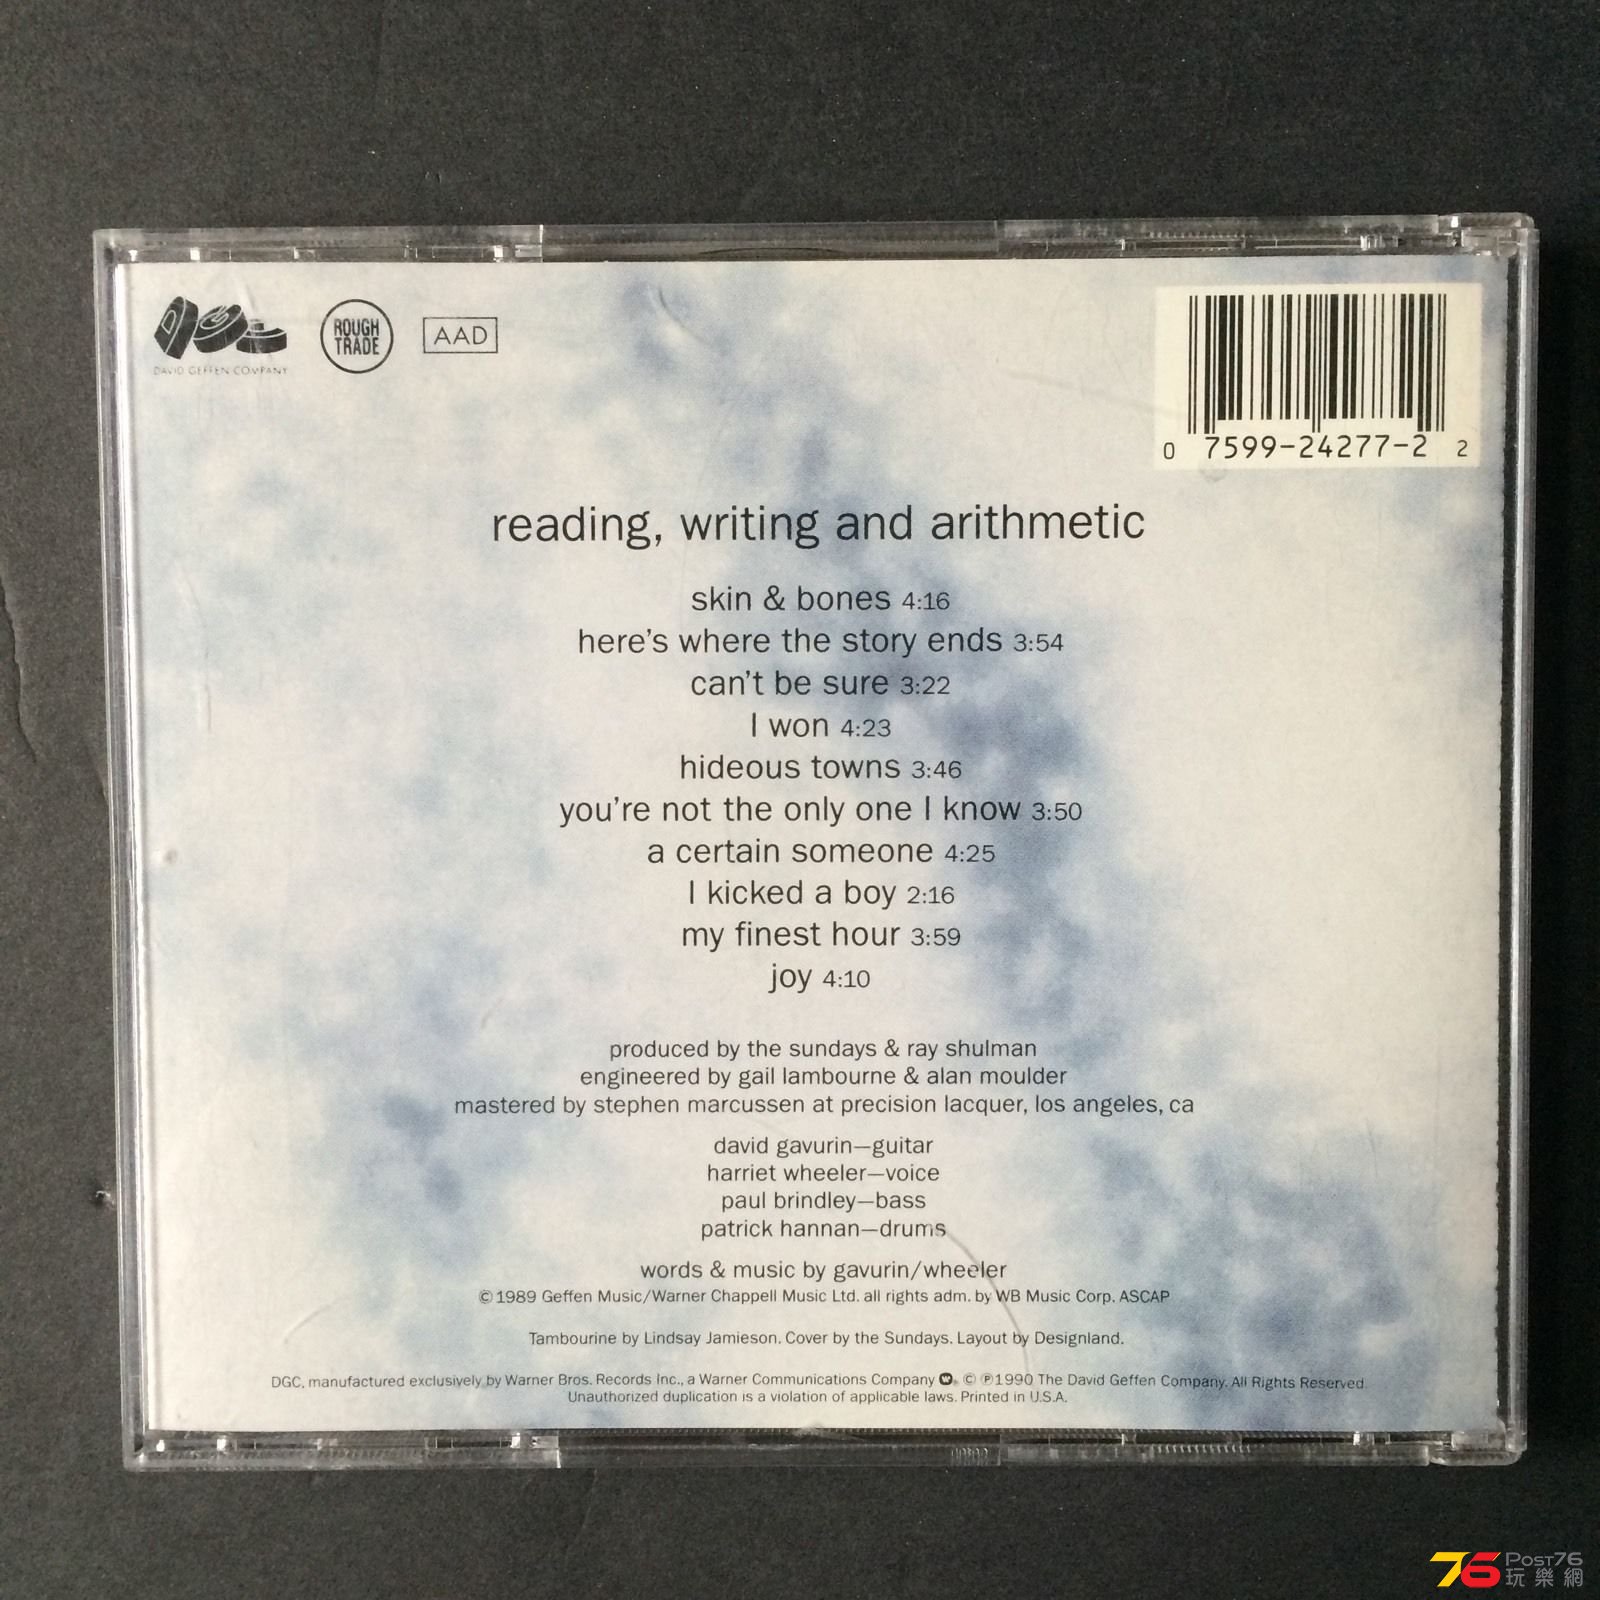 DAVID GEFFEN COMPANY
ROUGH TRADE
AAD
0 7599-24277-2 2
reading, writing and arithmetic
skin & bones 4:16
here's where the story ends 3:54
can't be sure 3:22
I won 4:23
hideous towns 3:46
you're not the only one I know 3:50
a certain someone 4:25
I kicked a boy 2:16
my finest hour 3:59
joy 4:10
produced by the sundays & ray shulman
engineered by gail lambourne & alan moulder
mastered by stephen marcussen at precision lacquer, los angeles, ca
david gavurin—guitar
harriet wheeler—voice
paul brindley—bass
patrick hannan—drums
words & music by gavurin/wheeler
© 1989 Geffen Music/Warner Chappell Music Ltd. all rights adm. by WB Music Corp. ASCAP
Tambourine by Lindsay Jamieson. Cover by the Sundays. Layout by Designland.
DGC, manufactured exclusively by Warner Bros. Records Inc., a Warner Communications Company. © ℗1990 The David Geffen Company. All Rights Reserved.
Unauthorized duplication is a violation of applicable laws. Printed in U.S.A.
76 Post76
玩樂網